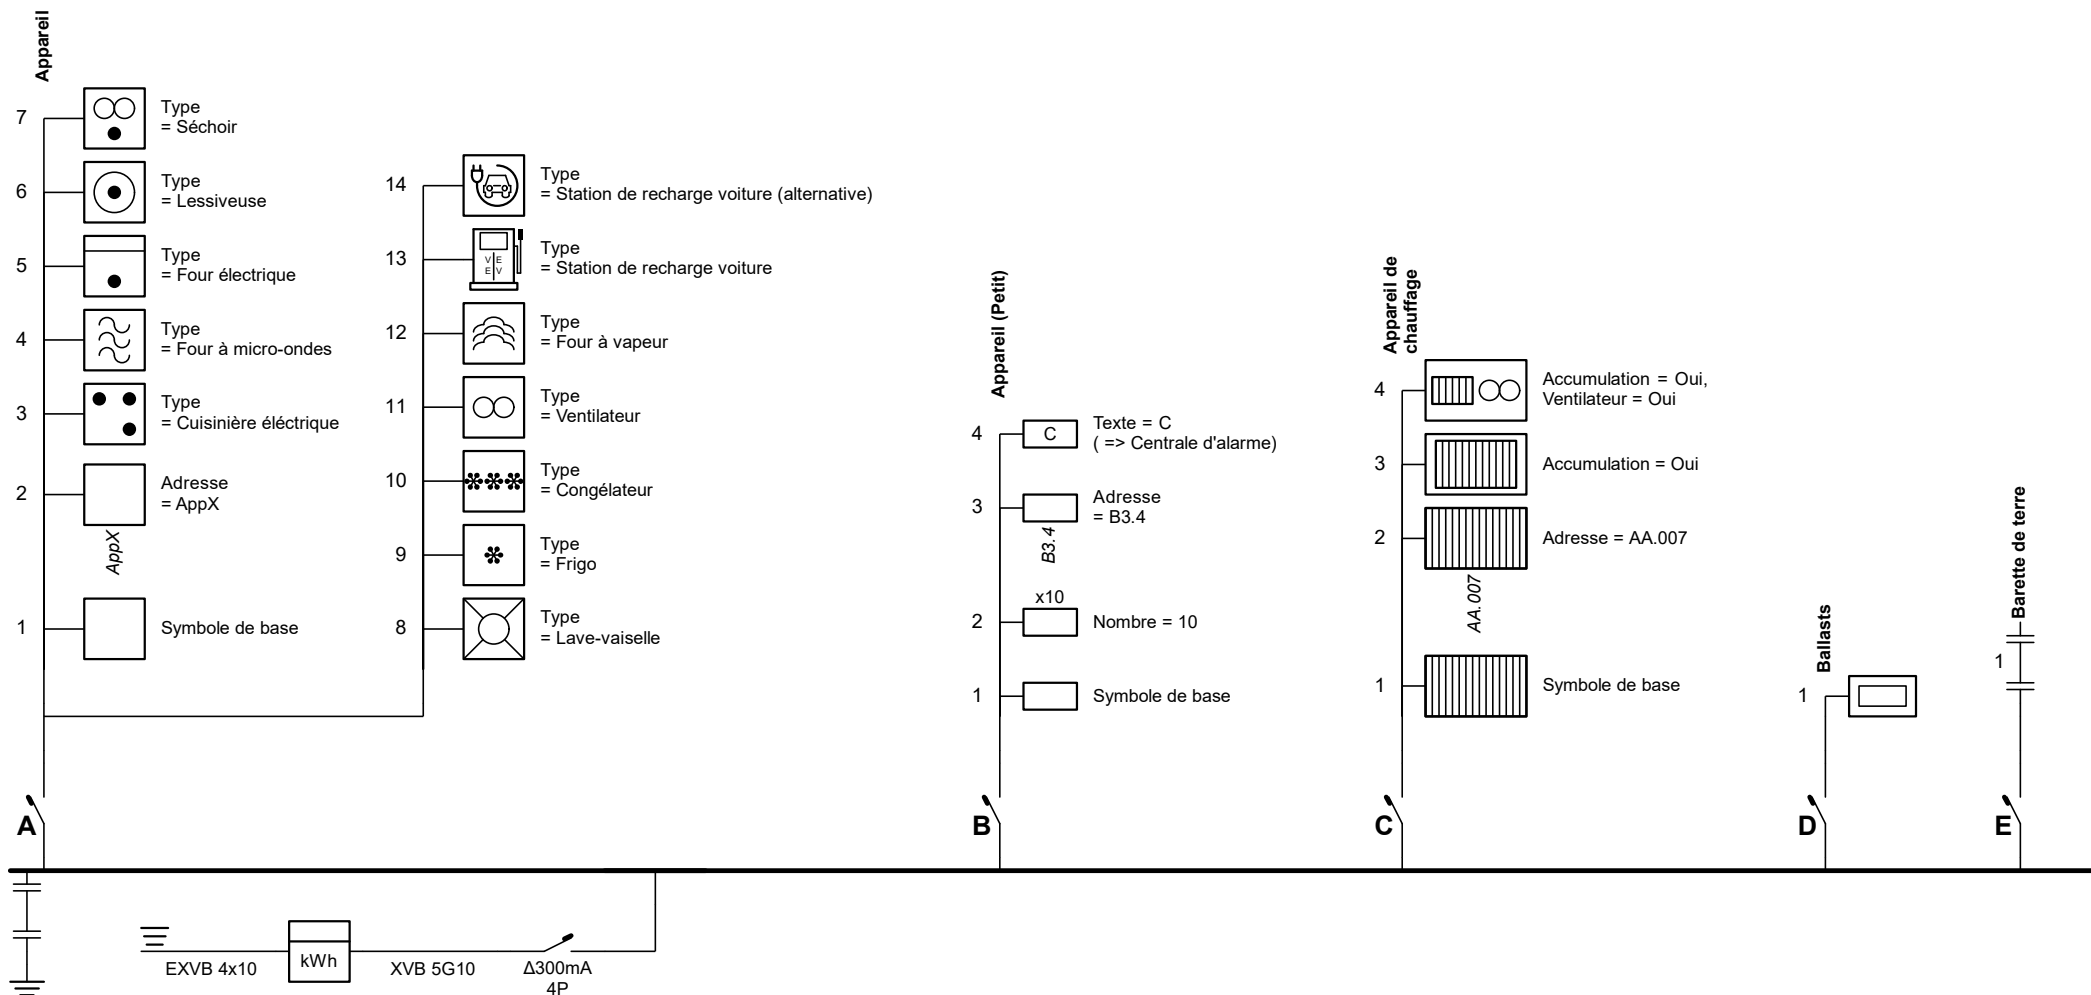 Appareil
7
Type
= Séchoir
6
Type
= Lessiveuse
5
Type
= Four électrique
4
Type
= Four à micro-ondes
3
Type
= Cuisinière éléctrique
2
Adresse
= AppX
AppX
1
Symbole de base
14
Type
= Station de recharge voiture (alternative)
13
V E
E V
Type
= Station de recharge voiture
12
Type
= Four à vapeur
11
Type
= Ventilateur
10
Type
= Congélateur
9
Type
= Frigo
8
Type
= Lave-vaiselle
A
Appareil (Petit)
4
C
Texte = C
( => Centrale d'alarme)
3
Adresse
= B3.4
B3.4
x10
2
Nombre = 10
1
Symbole de base
B
Appareil de
chauffage
4
Accumulation = Oui,
Ventilateur = Oui
3
Accumulation = Oui
2
Adresse = AA.007
AA.007
1
Symbole de base
C
Ballasts
1
D
Barette de terre
1
E
EXVB 4x10
kWh
XVB 5G10
Δ300mA
4P